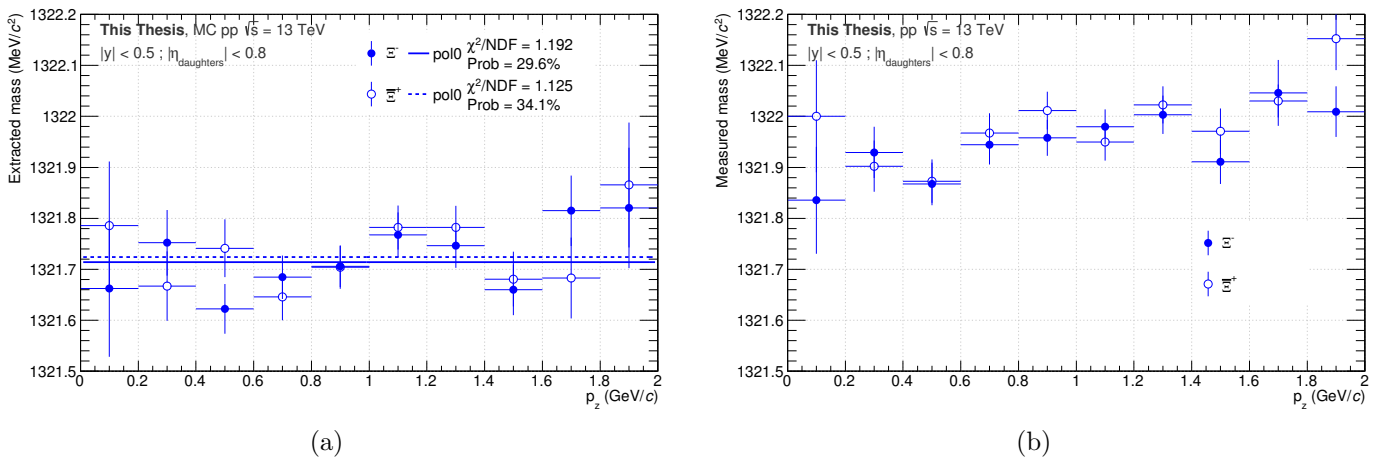 This Thesis, MC pp √s = 13 TeV
|y| < 0.5 ; |η_daughters| < 0.8
Ξ⁻ pol0 χ²/NDF = 1.192
Prob = 29.6%
Ξ̅⁺ pol0 χ²/NDF = 1.125
Prob = 34.1%
Extracted mass (MeV/c²)
1322.2
1322.1
1322
1321.9
1321.8
1321.7
1321.6
1321.5
0 0.2 0.4 0.6 0.8 1 1.2 1.4 1.6 1.8 2
p_z (GeV/c)
(a)
This Thesis, pp √s = 13 TeV
|y| < 0.5 ; |η_daughters| < 0.8
Ξ⁻
Ξ̅⁺
Measured mass (MeV/c²)
1322.2
1322.1
1322
1321.9
1321.8
1321.7
1321.6
1321.5
0 0.2 0.4 0.6 0.8 1 1.2 1.4 1.6 1.8 2
p_z (GeV/c)
(b)